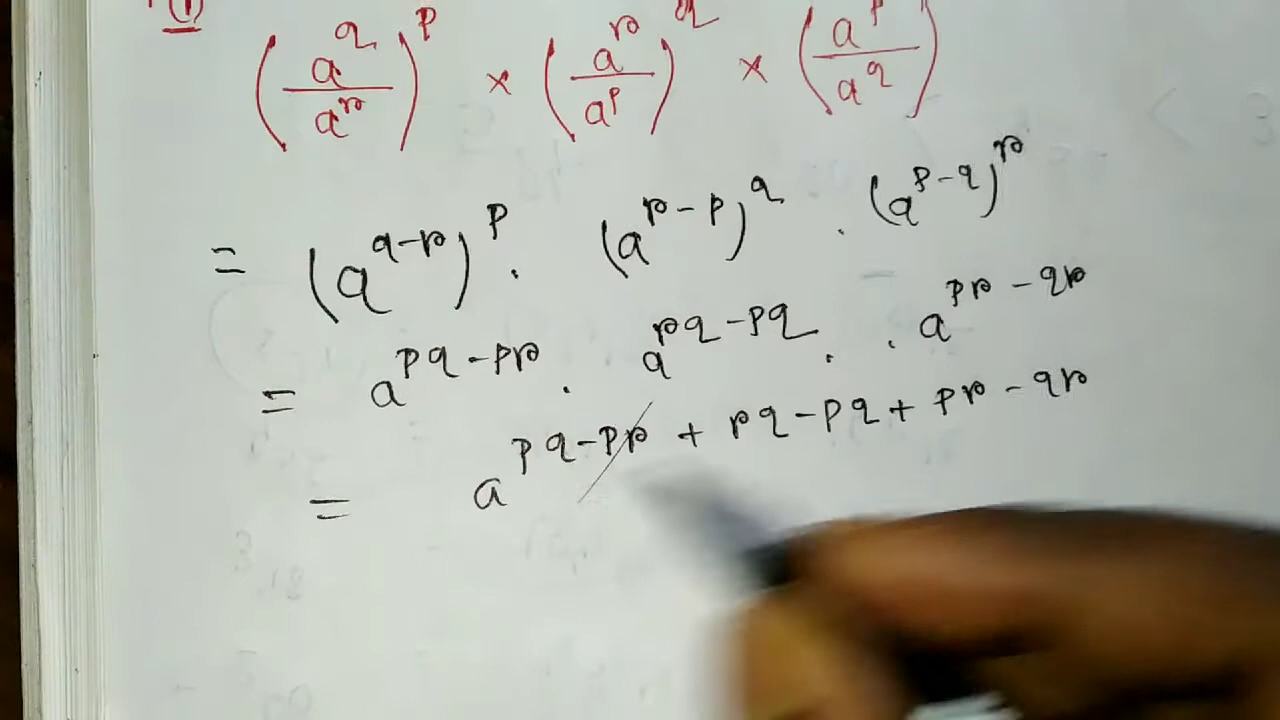 (1)
(a^q / a^r)^p × (a^r / a^p)^q × (a^p / a^q)
= (a^{q-r})^p . (a^{r-p})^q . (a^{p-q})^r
= a^{pq-pr} . a^{rq-pq} . . a^{pr-qr}
= a^{pq-pr + rq-pq + pr-qr}